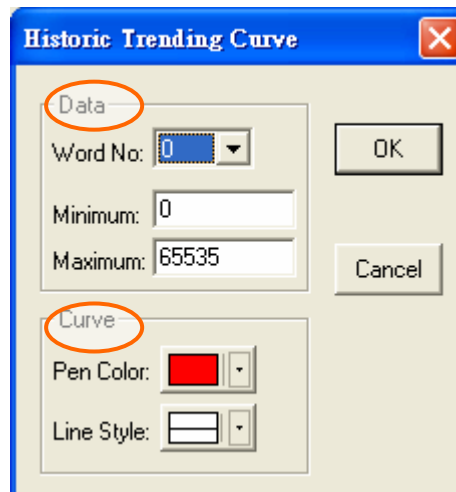 Historic Trending Curve
Data
Word No: 0
OK
Minimum: 0
Maximum: 65535
Cancel
Curve
Pen Color:
Line Style: